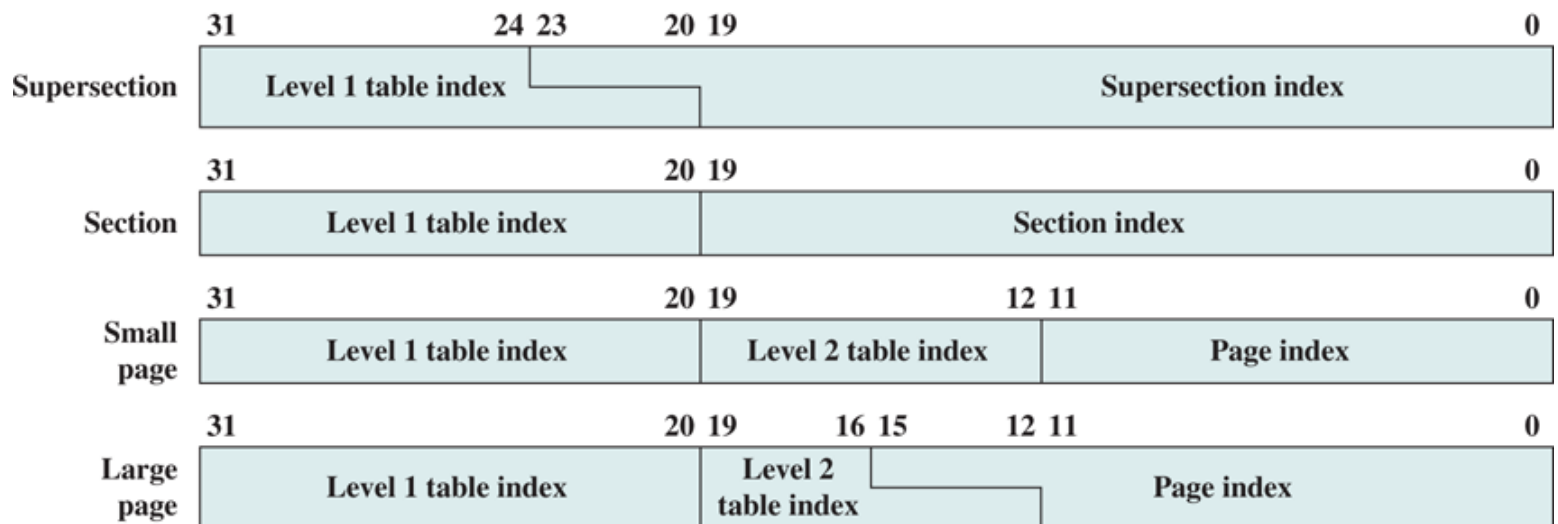 31 24 23 20 19 0
Supersection Level 1 table index Supersection index
31 20 19 0
Section Level 1 table index Section index
31 20 19 12 11 0
Small
page Level 1 table index Level 2 table index Page index
31 20 19 16 15 12 11 0
Large
page Level 1 table index Level 2
table index Page index